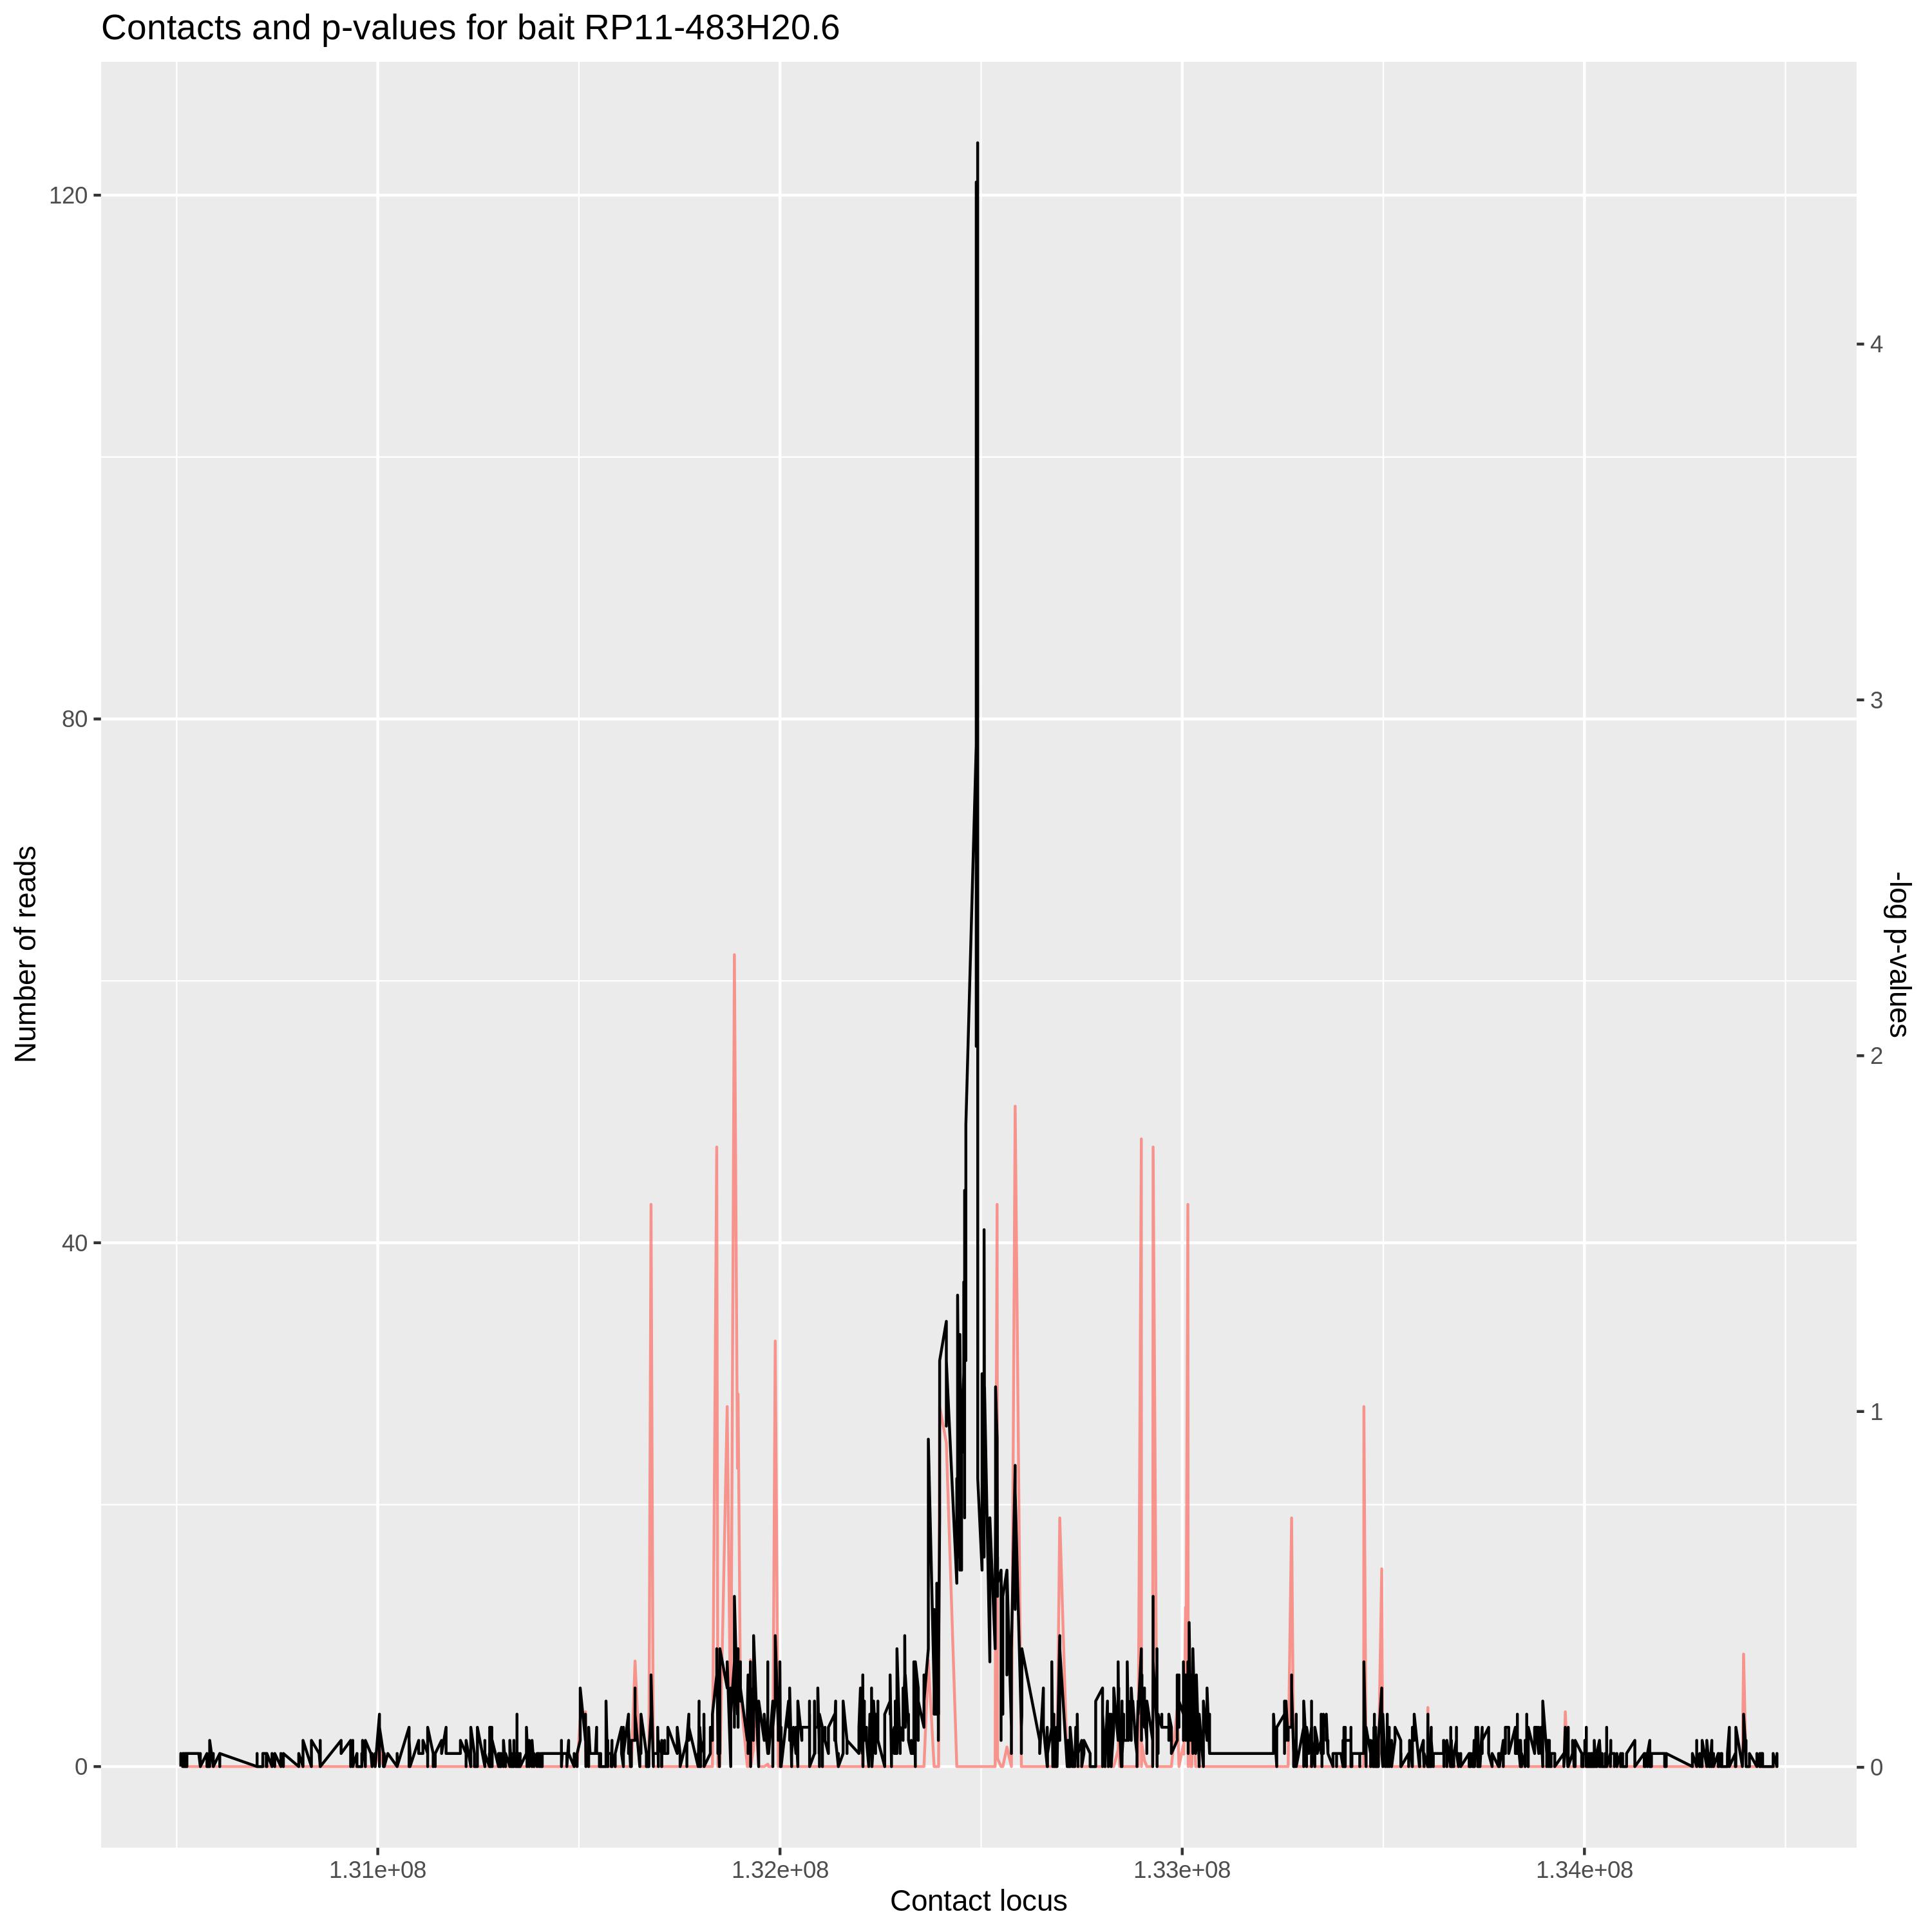 Contacts and p-values for bait RP11-483H20.6
120
80
40
0
Number of reads
4
3
2
1
0
-log p-values
1.31e+08
1.32e+08
1.33e+08
1.34e+08
Contact locus